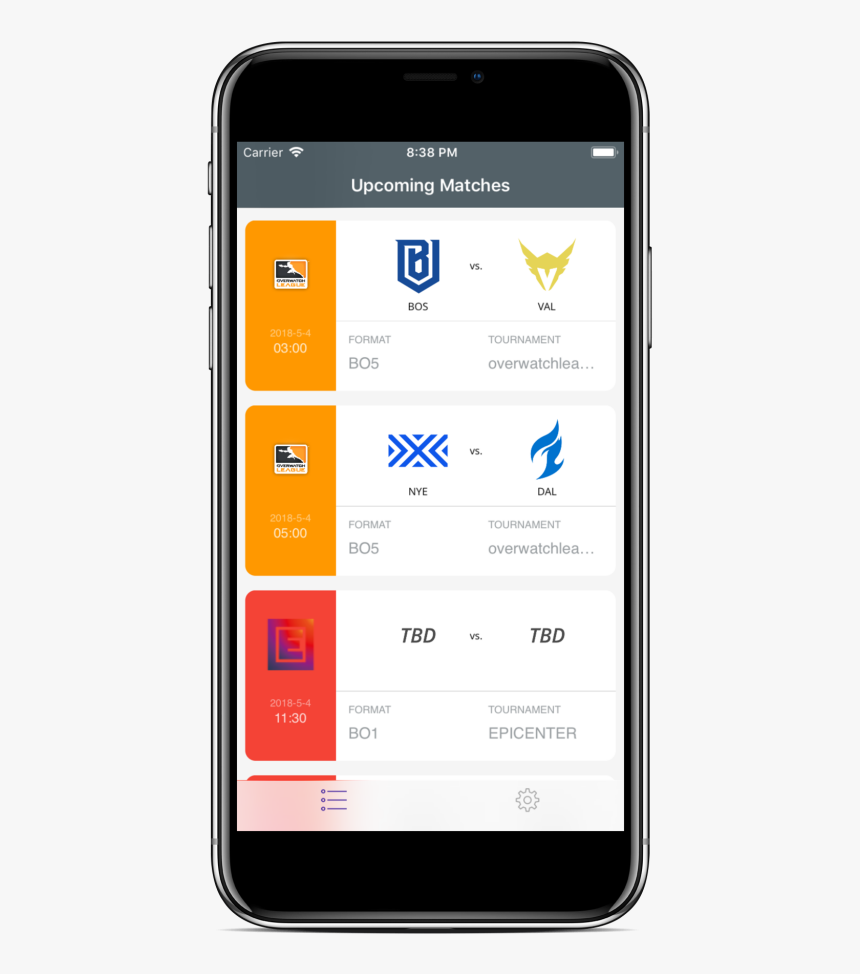 Carrier 8:38 PM
Upcoming Matches
OVERWATCH
LEAGUE
2018-5-4
03:00
BOS
vs.
VAL
FORMAT
TOURNAMENT
BO5
overwatchlea...
OVERWATCH
LEAGUE
2018-5-4
05:00
NYE
vs.
DAL
FORMAT
TOURNAMENT
BO5
overwatchlea...
E
2018-5-4
11:30
TBD
vs.
TBD
FORMAT
TOURNAMENT
BO1
EPICENTER